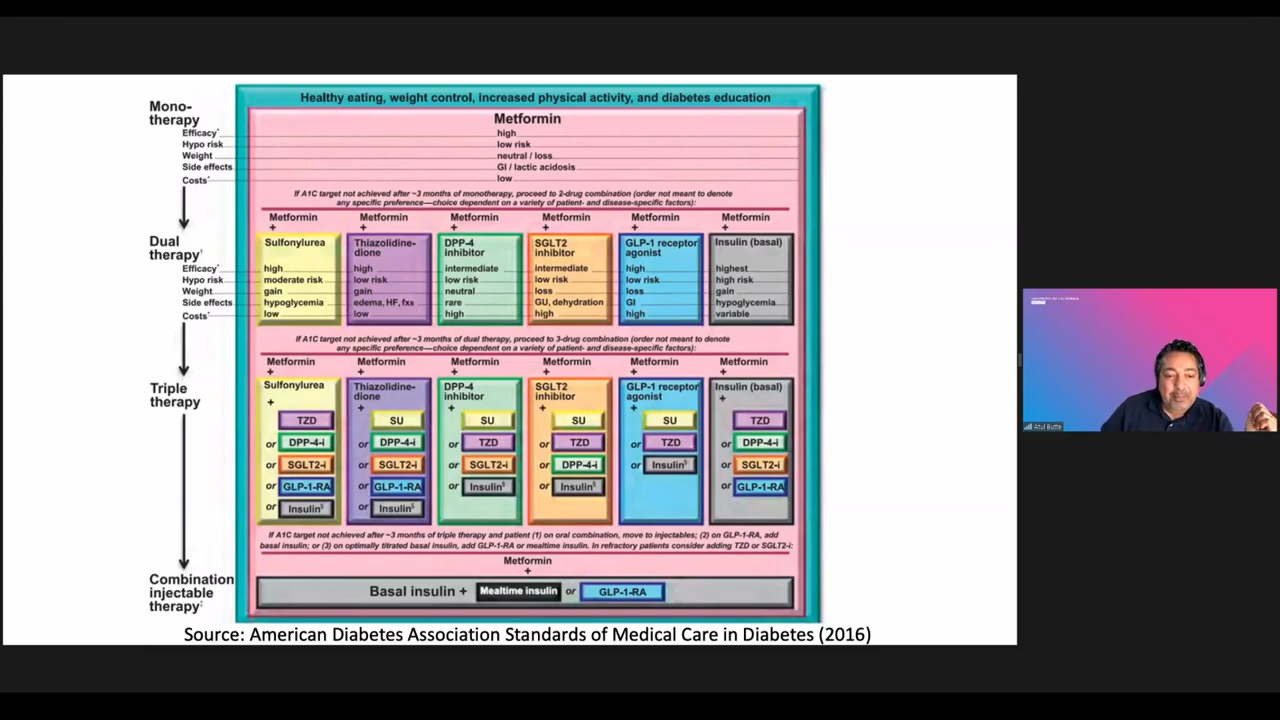 Healthy eating, weight control, increased physical activity, and diabetes education
Mono-
therapy
Metformin
Efficacy* high
Hypo risk low risk
Weight neutral / loss
Side effects GI / lactic acidosis
Costs* low
If A1C target not achieved after ~3 months of monotherapy, proceed to 2-drug combination (order not meant to denote
any specific preference—choice dependent on a variety of patient- and disease-specific factors):
Metformin Metformin Metformin Metformin Metformin Metformin
+ + + + + +
Dual
therapy†
Sulfonylurea Thiazolidine- DPP-4 SGLT2 GLP-1 receptor Insulin (basal)
dione inhibitor inhibitor agonist
Efficacy* high high intermediate intermediate high highest
Hypo risk moderate risk low risk low risk low risk low risk high risk
Weight gain gain neutral loss loss gain
Side effects hypoglycemia edema, HF, fxs rare GU, dehydration GI hypoglycemia
Costs* low low high high high variable
If A1C target not achieved after ~3 months of dual therapy, proceed to 3-drug combination (order not meant to denote
any specific preference—choice dependent on a variety of patient- and disease-specific factors):
Metformin Metformin Metformin Metformin Metformin Metformin
+ + + + + +
Triple
therapy
Sulfonylurea Thiazolidine- DPP-4 SGLT2 GLP-1 receptor Insulin (basal)
dione inhibitor inhibitor agonist
+ + + + + +
TZD SU SU SU SU TZD
or DPP-4-i or DPP-4-i or TZD or TZD or TZD or DPP-4-i
or SGLT2-i or SGLT2-i or SGLT2-i or DPP-4-i or Insulin§ or SGLT2-i
or GLP-1-RA or GLP-1-RA or Insulin§ or Insulin§ or GLP-1-RA
or Insulin§ or Insulin§
If A1C target not achieved after ~3 months of triple therapy and patient (1) on oral combination, move to injectables; (2) on GLP-1-RA, add
basal insulin; or (3) on optimally titrated basal insulin, add GLP-1-RA or mealtime insulin. In refractory patients consider adding TZD or SGLT2-i:
Metformin
+
Combination
injectable
therapy‡
Basal insulin + Mealtime insulin or GLP-1-RA
Source: American Diabetes Association Standards of Medical Care in Diabetes (2016)
UNIVERSITY OF CALIFORNIA
Atul Butte